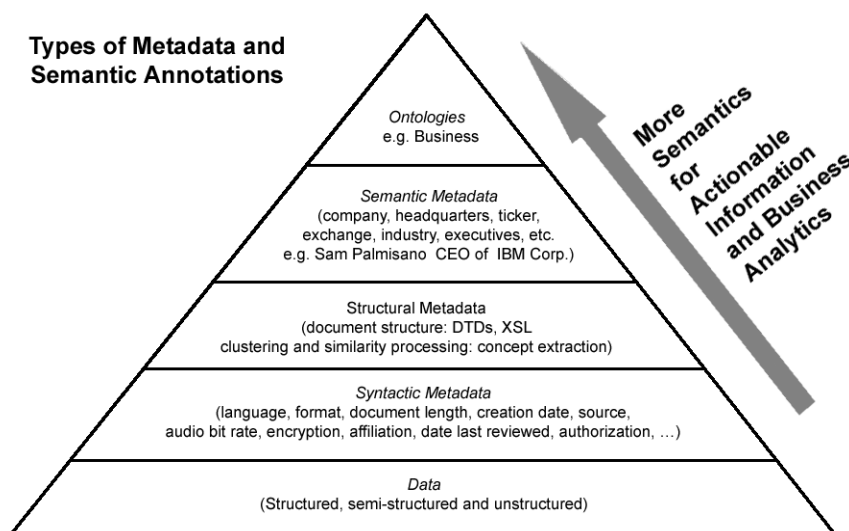 Types of Metadata and
Semantic Annotations
Ontologies
e.g. Business
Semantic Metadata
(company, headquarters, ticker,
exchange, industry, executives, etc.
e.g. Sam Palmisano CEO of IBM Corp.)
Structural Metadata
(document structure: DTDs, XSL
clustering and similarity processing: concept extraction)
Syntactic Metadata
(language, format, document length, creation date, source,
audio bit rate, encryption, affiliation, date last reviewed, authorization, …)
Data
(Structured, semi-structured and unstructured)
More
Semantics
for
Actionable
Information
and Business
Analytics